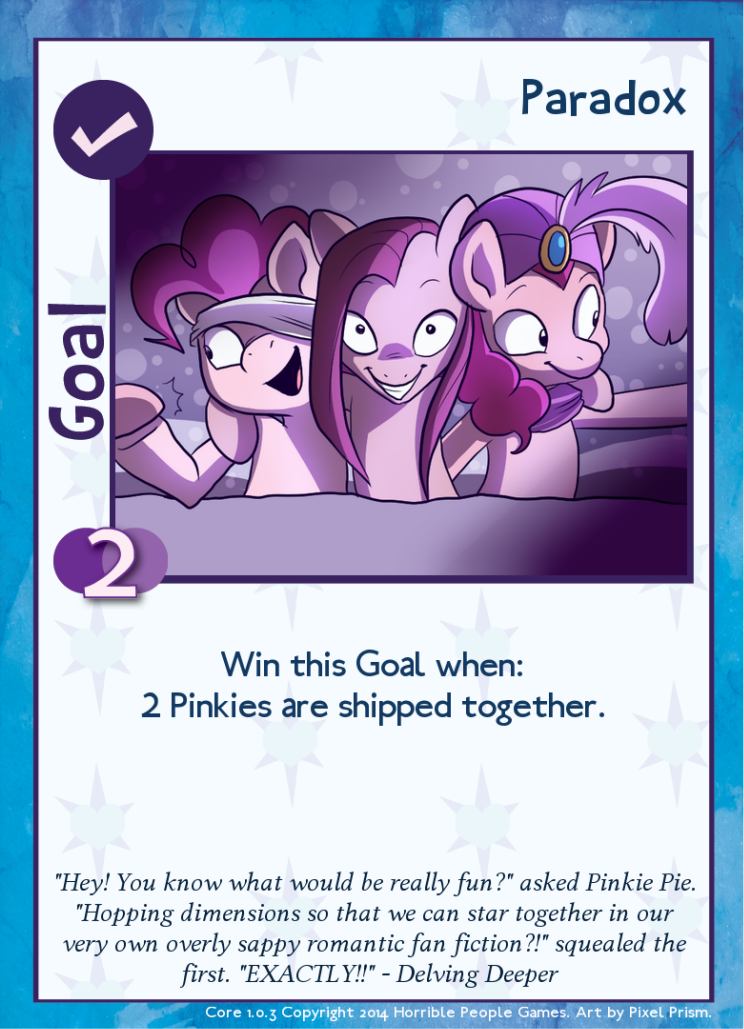 Paradox
Goal
2
Win this Goal when:
2 Pinkies are shipped together.
"Hey! You know what would be really fun?" asked Pinkie Pie.
"Hopping dimensions so that we can star together in our
very own overly sappy romantic fan fiction?!" squealed the
first. "EXACTLY!!" - Delving Deeper
Core 1.0.3 Copyright 2014 Horrible People Games. Art by Pixel Prism.